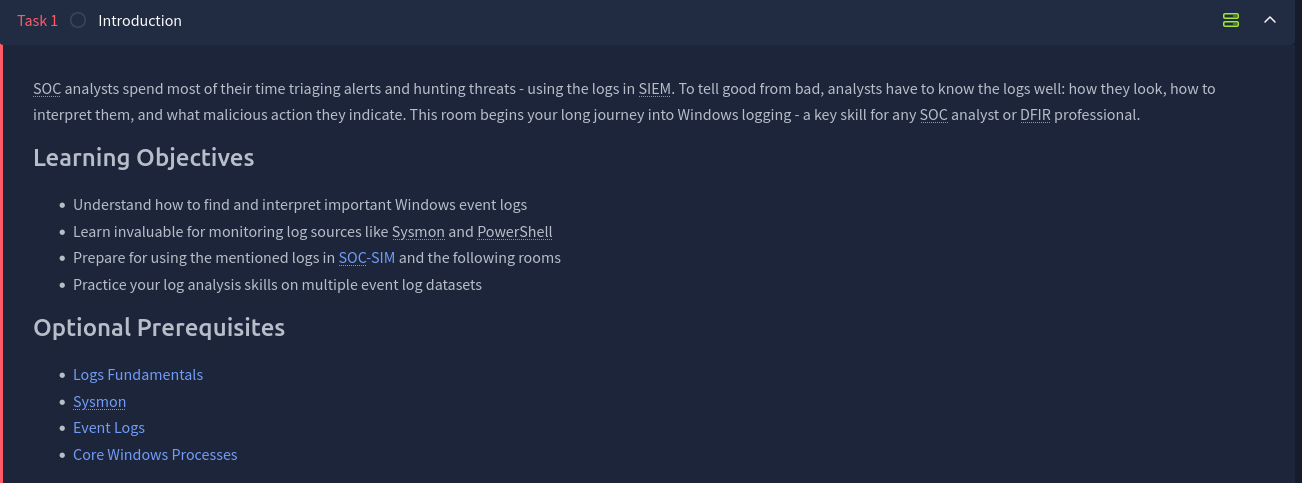 Task 1 Introduction
SOC analysts spend most of their time triaging alerts and hunting threats - using the logs in SIEM. To tell good from bad, analysts have to know the logs well: how they look, how to
interpret them, and what malicious action they indicate. This room begins your long journey into Windows logging - a key skill for any SOC analyst or DFIR professional.
Learning Objectives
• Understand how to find and interpret important Windows event logs
• Learn invaluable for monitoring log sources like Sysmon and PowerShell
• Prepare for using the mentioned logs in SOC-SIM and the following rooms
• Practice your log analysis skills on multiple event log datasets
Optional Prerequisites
• Logs Fundamentals
• Sysmon
• Event Logs
• Core Windows Processes